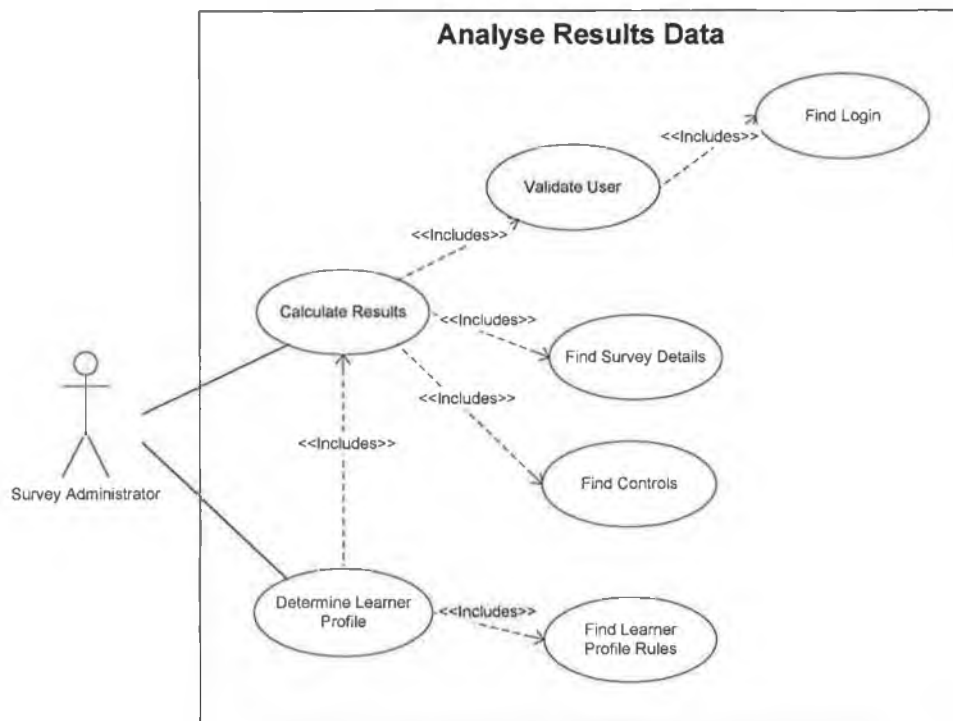 Analyse Results Data
Find Login
<<Includes>>
Validate User
<<Includes>>
Calculate Results
<<Includes>>
Find Survey Details
<<Includes>>
<<Includes>>
Find Controls
Survey Administrator
Determine Learner
Profile
<<Includes>>
Find Learner
Profile Rules